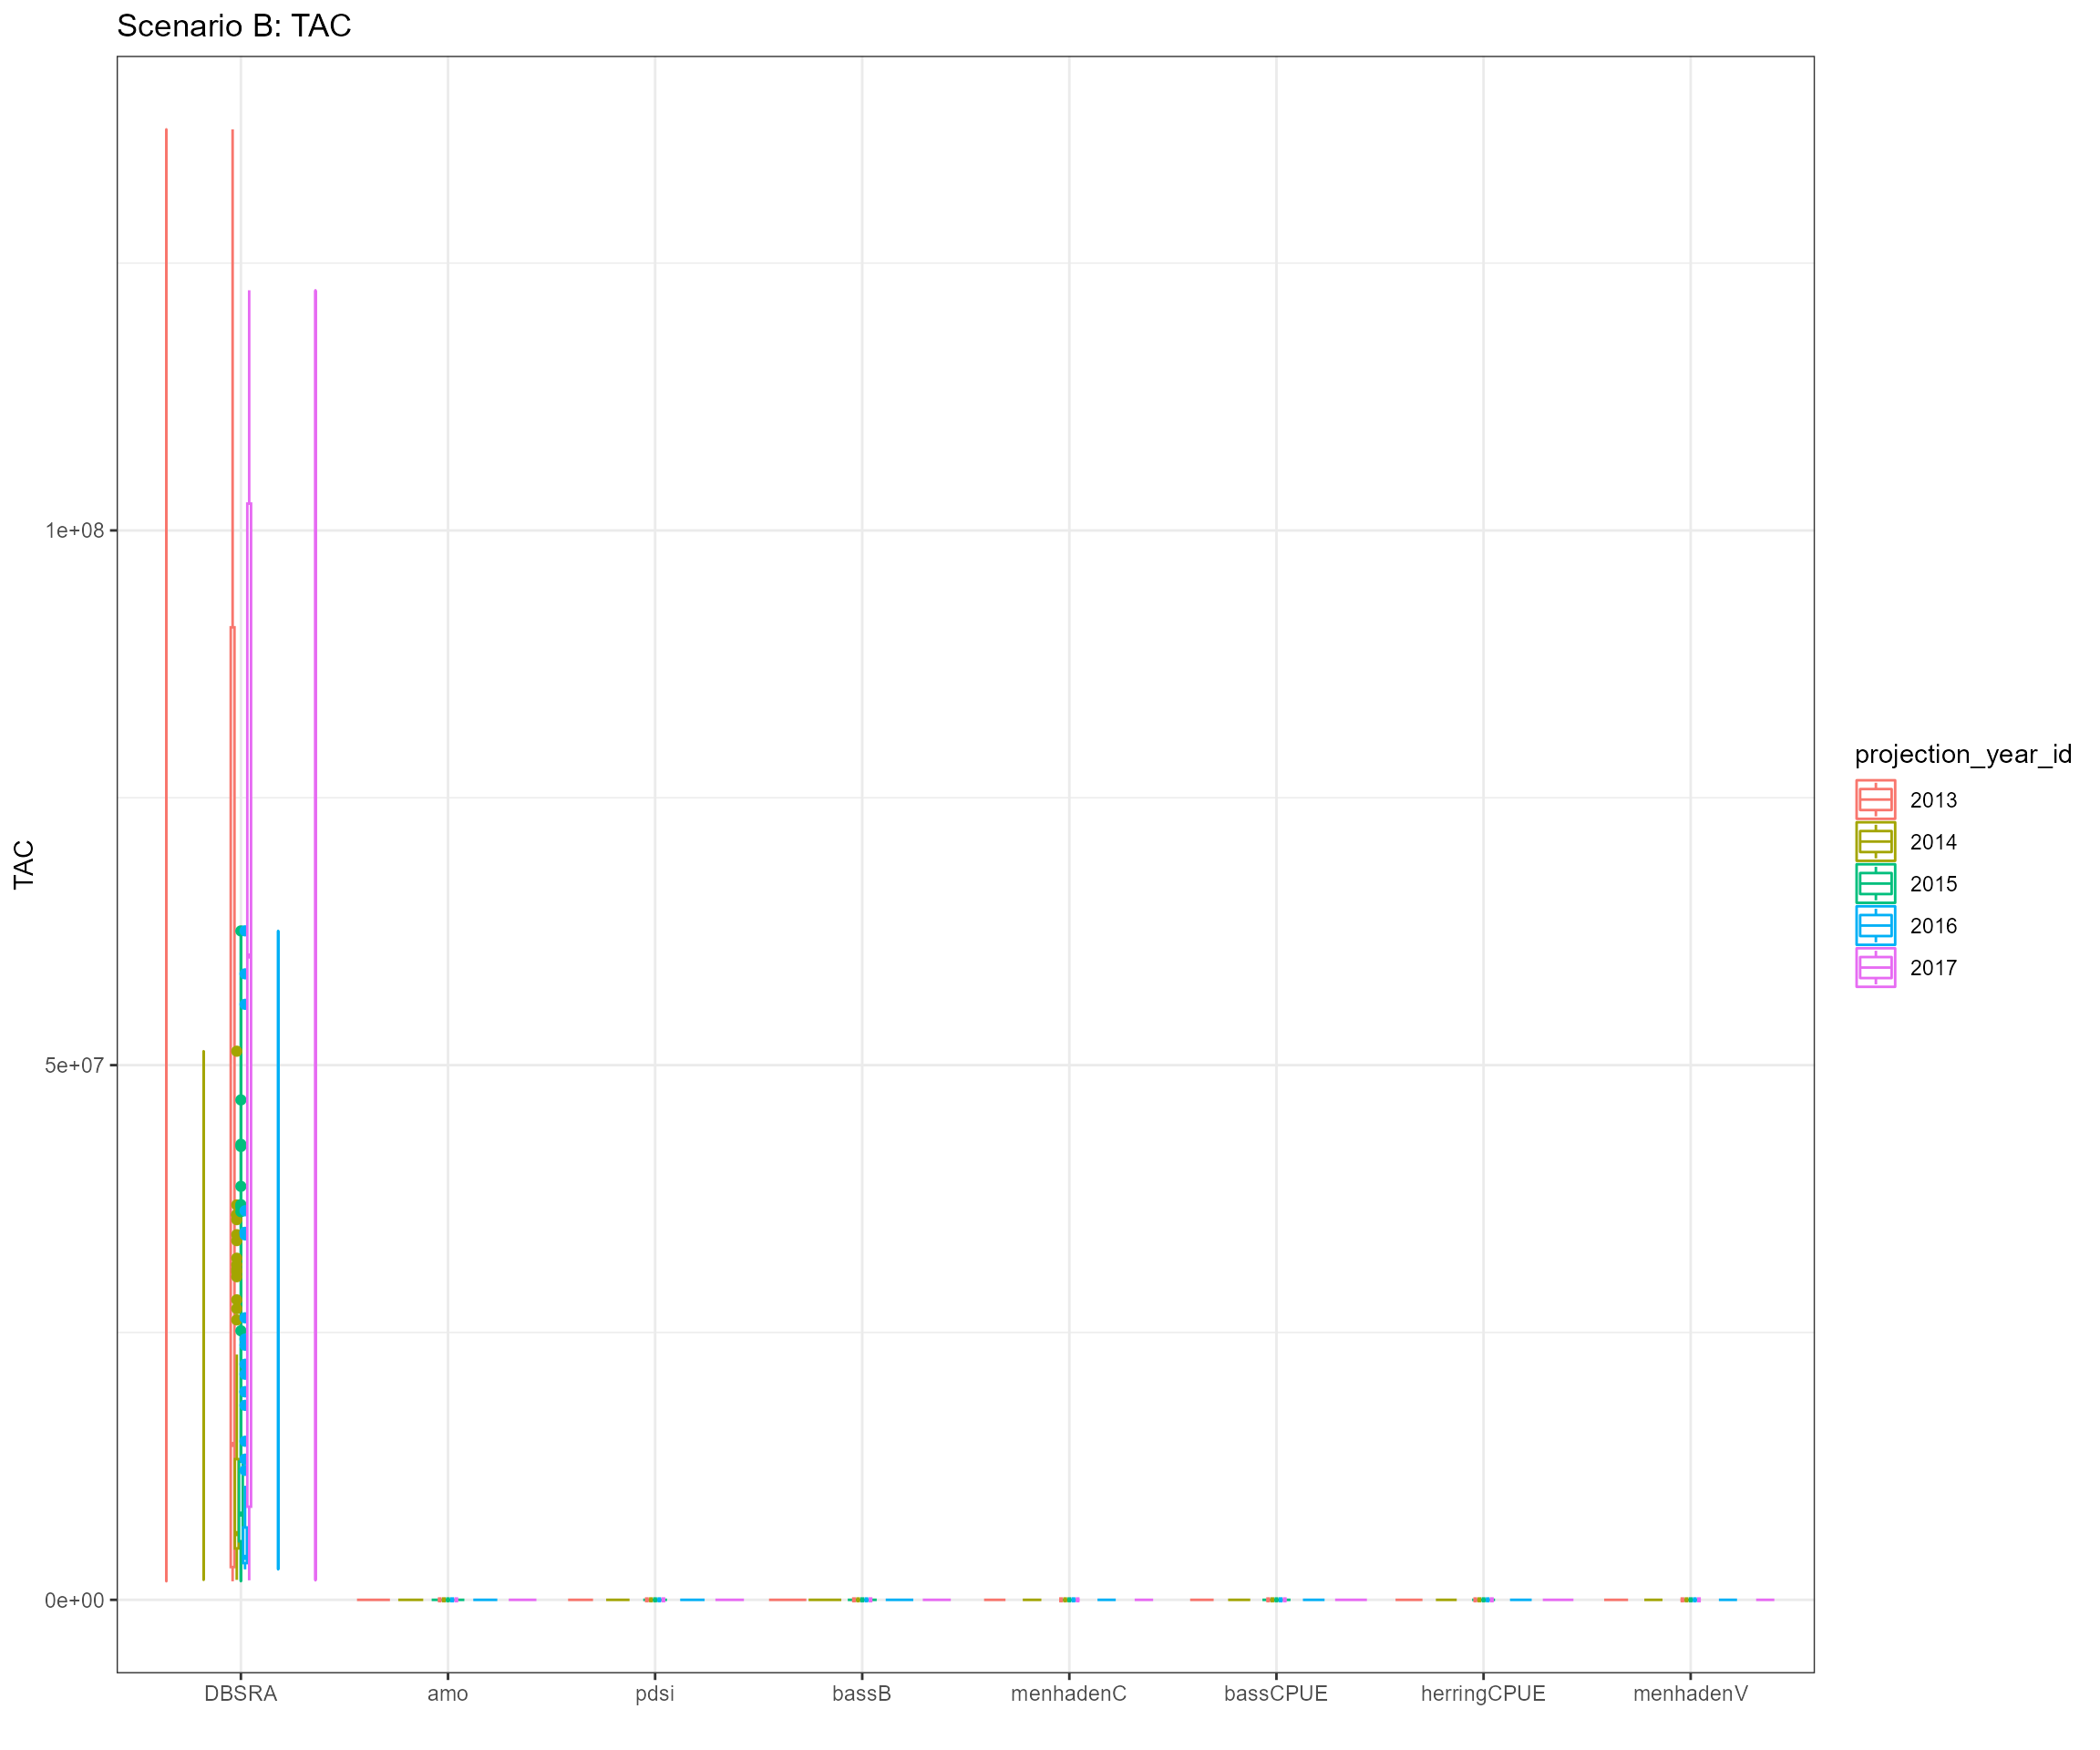 Scenario B: TAC
TAC
1e+08
5e+07
0e+00
DBSRA amo pdsi bassB menhadenC bassCPUE herringCPUE menhadenV
projection_year_id
2013
2014
2015
2016
2017